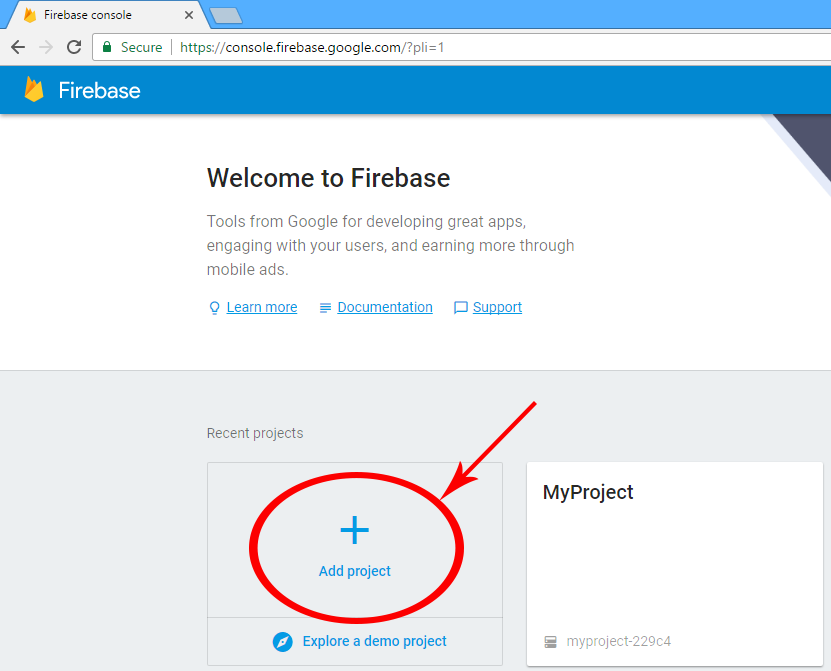 Firebase console
Secure https://console.firebase.google.com/?pli=1
Firebase
Welcome to Firebase
Tools from Google for developing great apps,
engaging with your users, and earning more through
mobile ads.
Learn more Documentation Support
Recent projects
Add project
Explore a demo project
MyProject
myproject-229c4